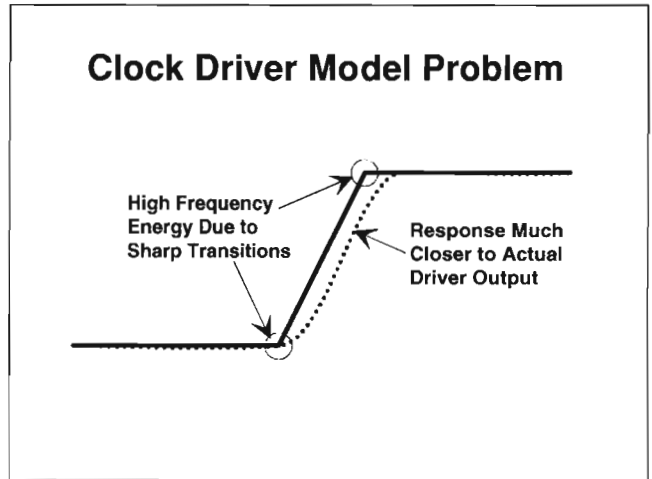 Clock Driver Model Problem
High Frequency
Energy Due to
Sharp Transitions
Response Much
Closer to Actual
Driver Output